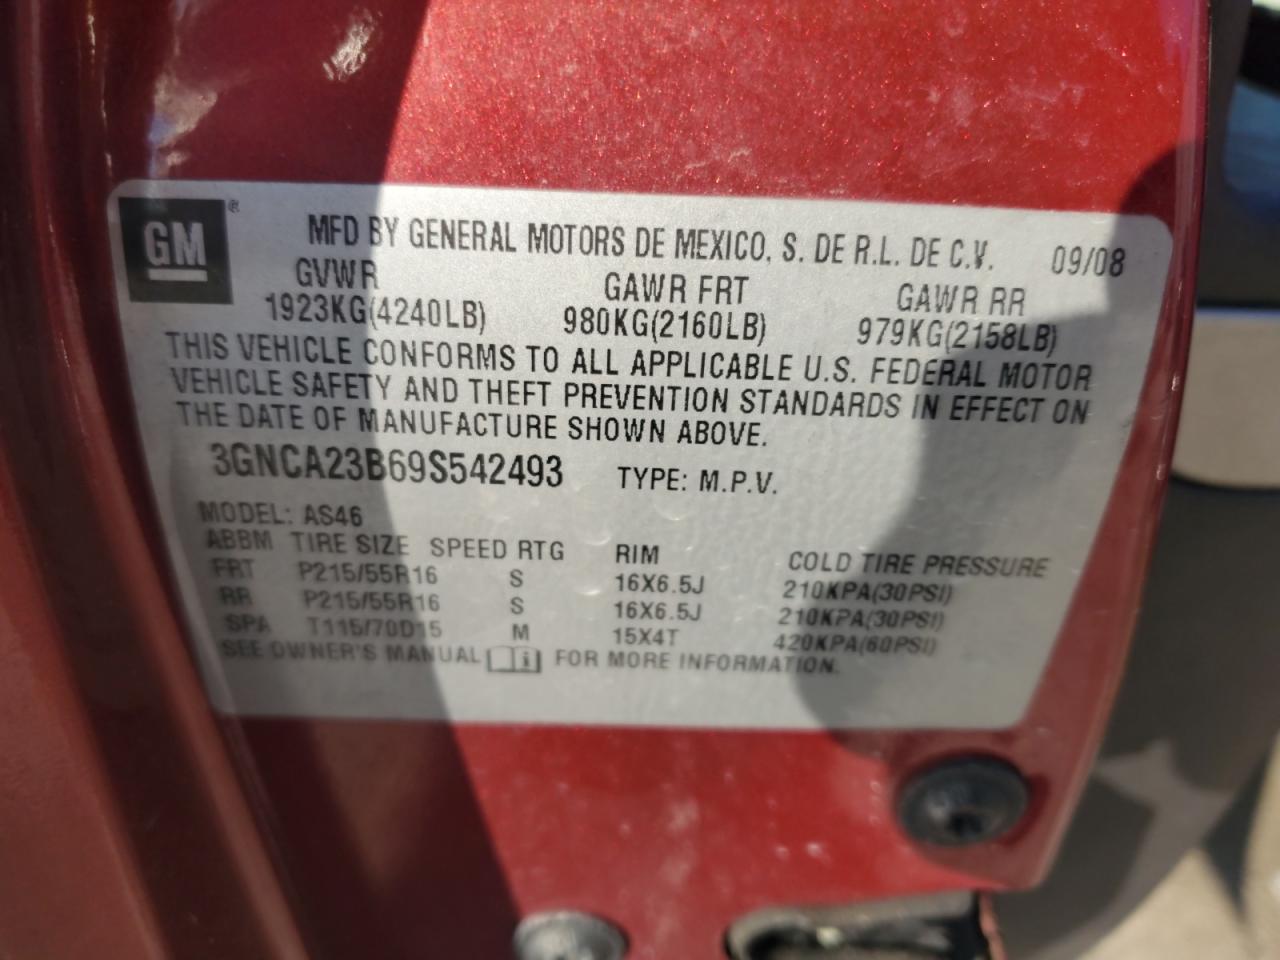 GM ®
MFD BY GENERAL MOTORS DE MEXICO, S. DE R.L. DE C.V. 09/08
GVWR GAWR FRT GAWR RR
1923KG(4240LB) 980KG(2160LB) 979KG(2158LB)
THIS VEHICLE CONFORMS TO ALL APPLICABLE U.S. FEDERAL MOTOR
VEHICLE SAFETY AND THEFT PREVENTION STANDARDS IN EFFECT ON
THE DATE OF MANUFACTURE SHOWN ABOVE.
3GNCA23B69S542493 TYPE: M.P.V.
MODEL: AS46
ABBM TIRE SIZE SPEED RTG RIM COLD TIRE PRESSURE
FRT P215/55R16 S 16X6.5J 210KPA(30PSI)
RR P215/55R16 S 16X6.5J 210KPA(30PSI)
SPA T115/70D15 M 15X4T 420KPA(60PSI)
SEE OWNER'S MANUAL i FOR MORE INFORMATION.